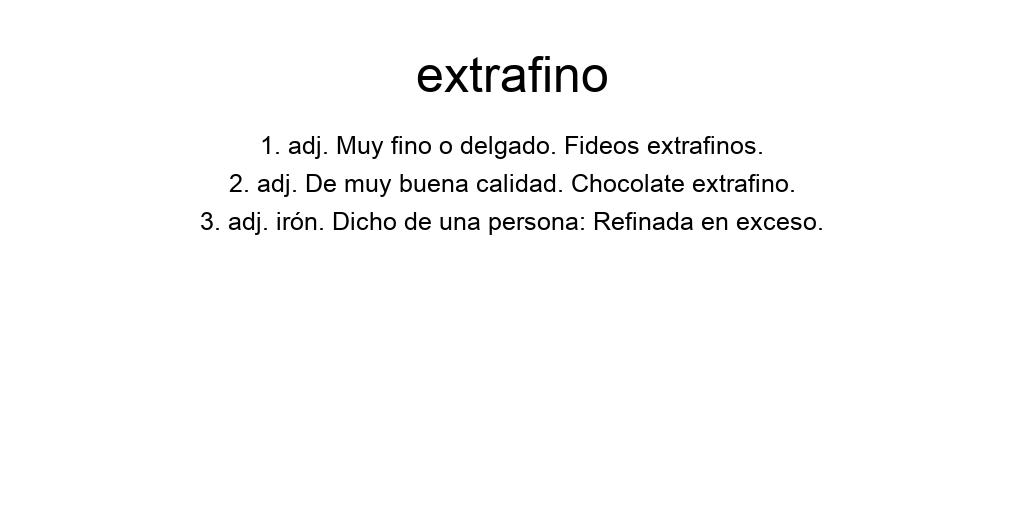 extrafino
1. adj. Muy fino o delgado. Fideos extrafinos.
2. adj. De muy buena calidad. Chocolate extrafino.
3. adj. irón. Dicho de una persona: Refinada en exceso.